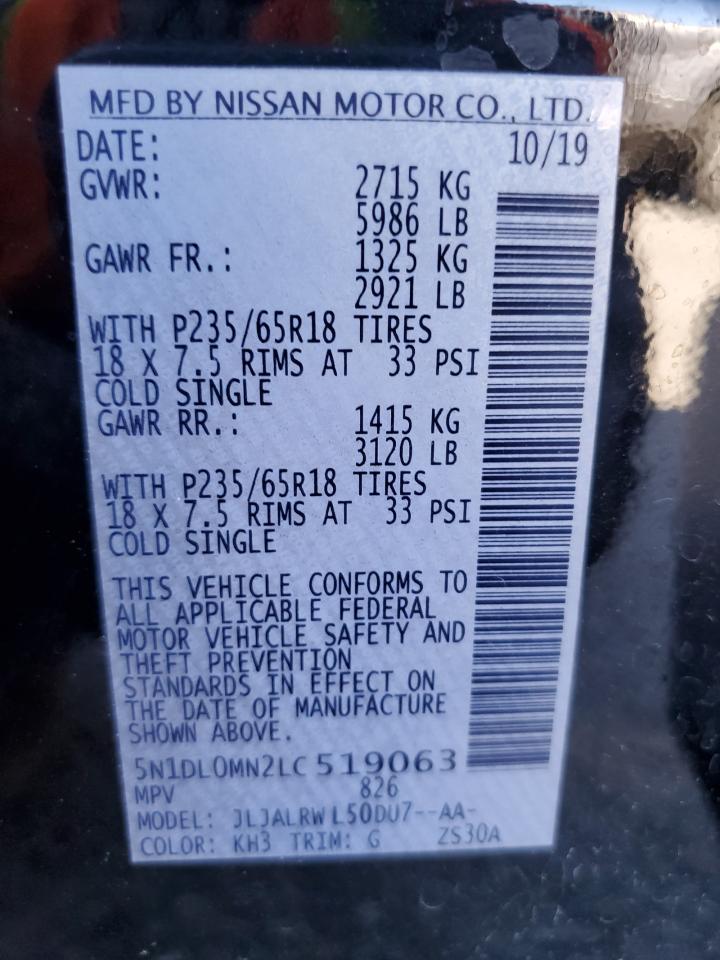 MFD BY NISSAN MOTOR CO., LTD.
DATE: 10/19
GVWR: 2715 KG
5986 LB
GAWR FR.: 1325 KG
2921 LB
WITH P235/65R18 TIRES
18 X 7.5 RIMS AT 33 PSI
COLD SINGLE
GAWR RR.: 1415 KG
3120 LB
WITH P235/65R18 TIRES
18 X 7.5 RIMS AT 33 PSI
COLD SINGLE
THIS VEHICLE CONFORMS TO
ALL APPLICABLE FEDERAL
MOTOR VEHICLE SAFETY AND
THEFT PREVENTION
STANDARDS IN EFFECT ON
THE DATE OF MANUFACTURE
SHOWN ABOVE.
5N1DL0MN2LC519063
MPV 826
MODEL: JLJALRW L50DU7--AA-
COLOR: KH3 TRIM: G ZS30A